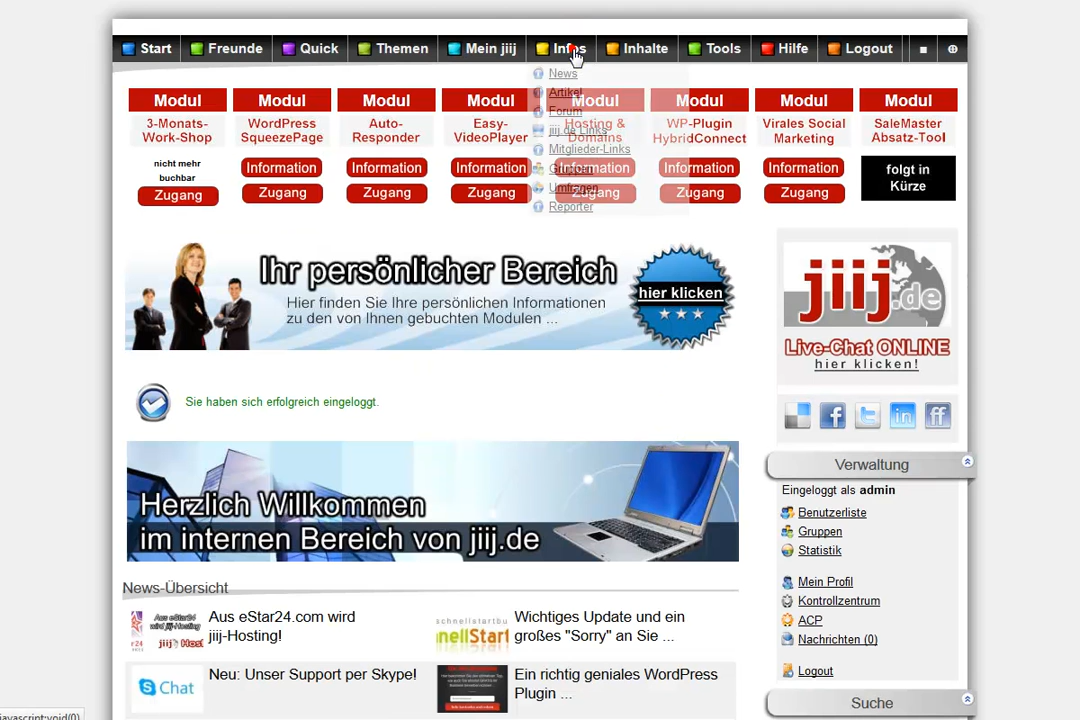 Start Freunde Quick Themen Mein jiij Infos Inhalte Tools Hilfe Logout
News
Artikel
Forum
jiij.de Links
Mitglieder-Links
Gruppen
Umfragen
Reporter
Modul Modul Modul Modul Modul Modul Modul Modul
3-Monats-
Work-Shop
nicht mehr
buchbar
Zugang
WordPress
SqueezePage
Information
Zugang
Auto-
Responder
Information
Zugang
Easy-
VideoPlayer
Information
Zugang
Hosting &
Domains
Information
Zugang
WP-Plugin
HybridConnect
Information
Zugang
Virales Social
Marketing
Information
Zugang
SaleMaster
Absatz-Tool
folgt in
Kürze
Ihr persönlicher Bereich
Hier finden Sie Ihre persönlichen Informationen
zu den von Ihnen gebuchten Modulen ...
hier klicken
jiij.de
Live-Chat ONLINE
hier klicken!
Sie haben sich erfolgreich eingeloggt.
Herzlich Willkommen
im internen Bereich von jiij.de
Verwaltung
Eingeloggt als admin
Benutzerliste
Gruppen
Statistik
Mein Profil
Kontrollzentrum
ACP
Nachrichten (0)
Logout
Suche
News-Übersicht
Aus eStar24.com wird
jiij-Hosting!
Wichtiges Update und ein
großes "Sorry" an Sie ...
Neu: Unser Support per Skype!
Chat
Ein richtig geniales WordPress
Plugin ...